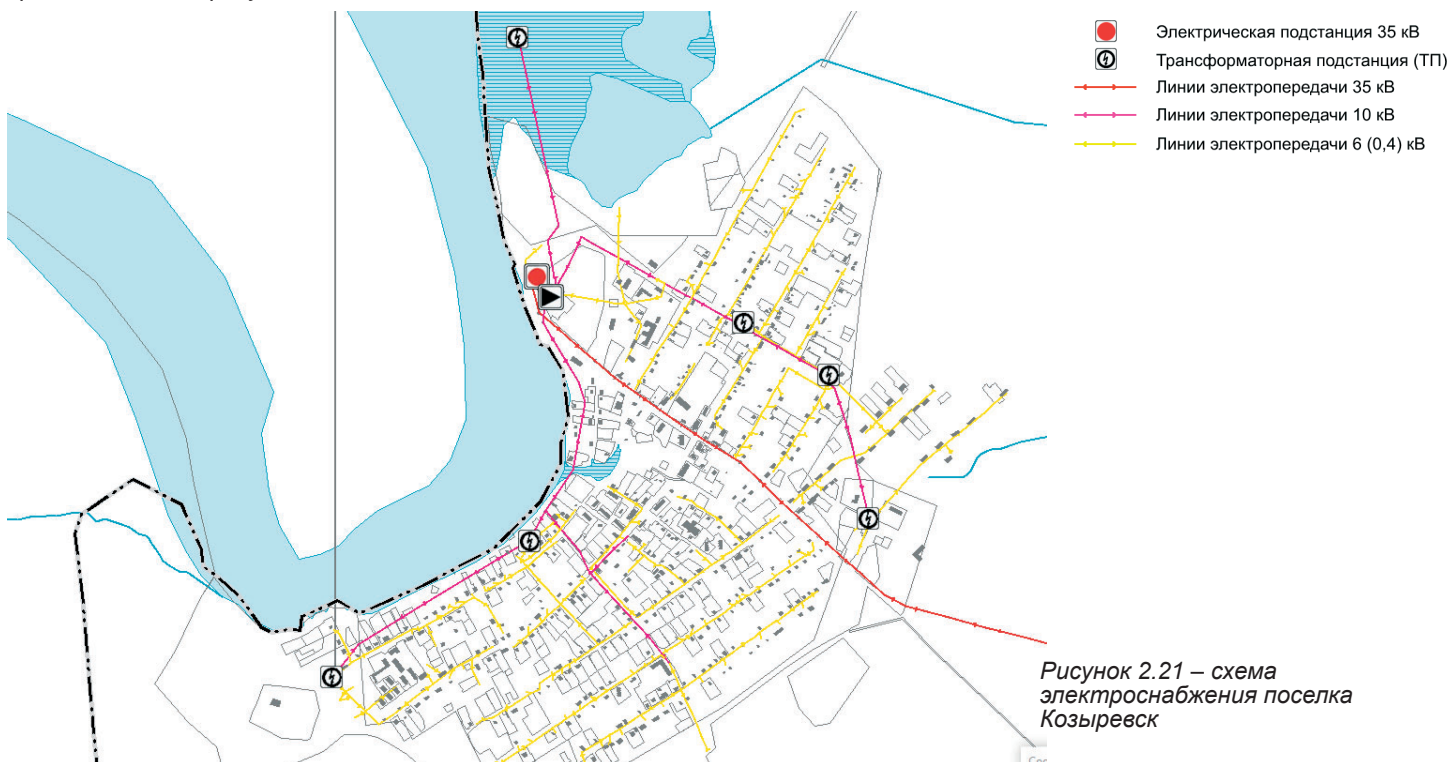 Электрическая подстанция 35 кВ
Трансформаторная подстанция (ТП)
Линии электропередачи 35 кВ
Линии электропередачи 10 кВ
Линии электропередачи 6 (0,4) кВ
Рисунок 2.21 – схема
электроснабжения поселка
Козыревск